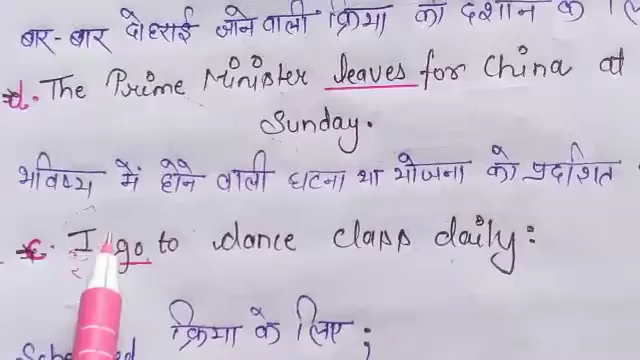 बार-बार दोहराई जाने वाली क्रिया को दर्शाने के लि
d. The Prime Minister leaves for China at
Sunday.
भविष्य में होने वाली घटना या योजना को प्रदर्शित
c. I go to dance class daily:
क्रिया के लिए ;